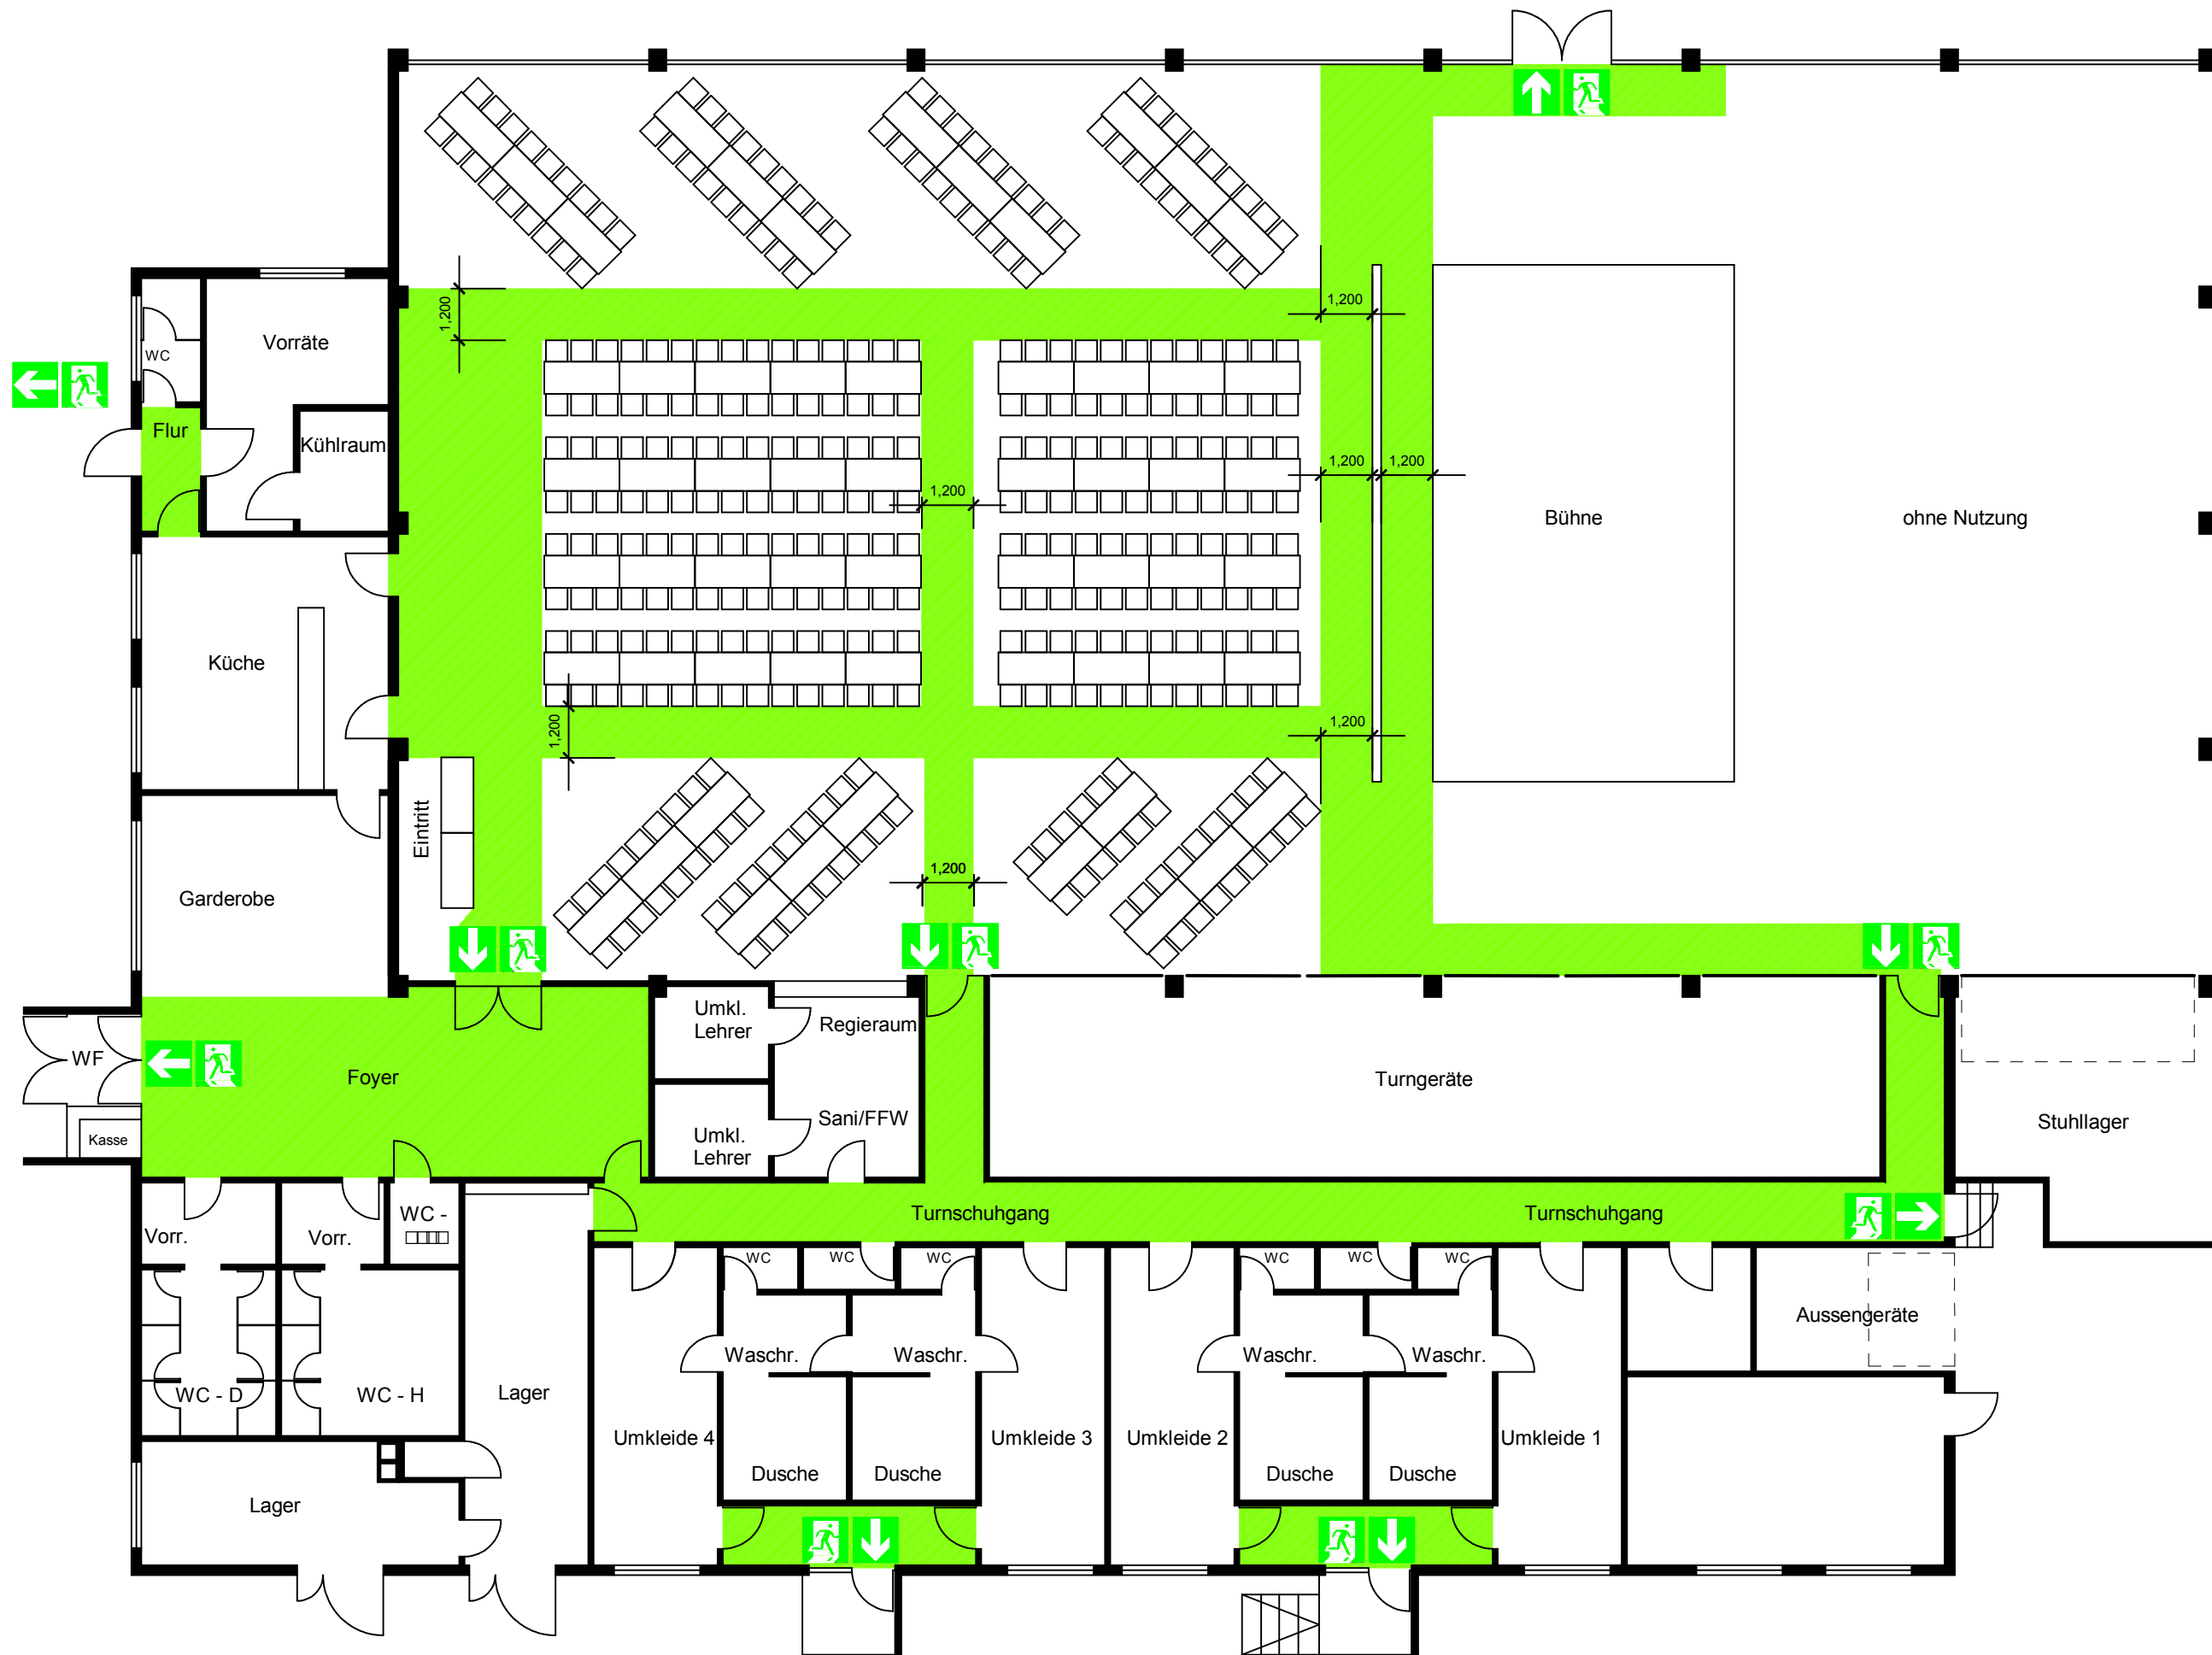 1,200
1,200
Vorräte
WC
Flur
Kühlraum
1,200
1,200
1,200
Bühne
ohne Nutzung
Küche
1,200
1,200
Eintritt
1,200
Garderobe
Umkl.
Lehrer
Regieraum
WF
Foyer
Turngeräte
Sani/FFW
Stuhllager
Kasse
Umkl.
Lehrer
WC -
Vorr.
Vorr.
Turnschuhgang
Turnschuhgang
WC
WC
WC
WC
WC
WC
Aussengeräte
Waschr.
Waschr.
Waschr.
Waschr.
WC - D
WC - H
Lager
Umkleide 4
Umkleide 3
Umkleide 2
Umkleide 1
Dusche
Dusche
Dusche
Dusche
Lager